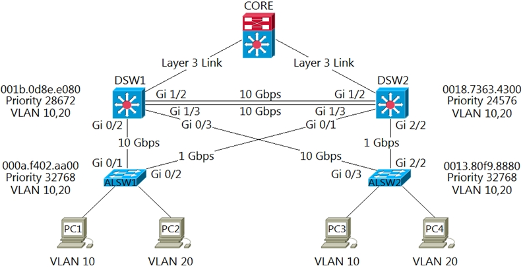 CORE
Layer 3 Link
Layer 3 Link
DSW1
DSW2
001b.0d8e.e080
Priority 28672
VLAN 10,20
Gi 1/2
10 Gbps
Gi 1/2
0018.7363.4300
Priority 24576
VLAN 10,20
Gi 1/3
10 Gbps
Gi 1/3
Gi 0/2
Gi 0/3
Gi 0/1
Gi 2/2
10 Gbps
1 Gbps
000a.f402.aa00
Priority 32768
VLAN 10,20
Gi 0/1
1 Gbps
10 Gbps
Gi 2/2
0013.80f9.8880
Priority 32768
VLAN 10,20
ALSW1
Gi 0/2
Gi 0/3
ALSW2
PC1
PC2
PC3
PC4
VLAN 10
VLAN 20
VLAN 10
VLAN 20